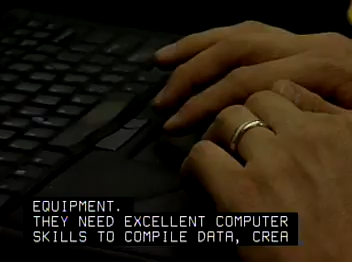 EQUIPMENT.
THEY NEED EXCELLENT COMPUTER
SKILLS TO COMPILE DATA, CREA